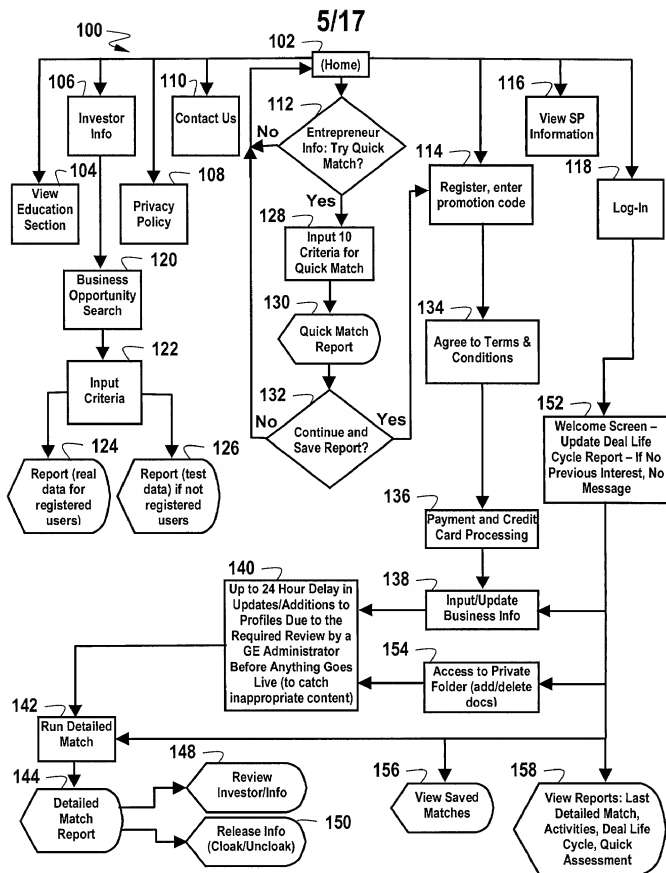 5/17
100
102
(Home)
106
Investor
Info
110
Contact Us
112
Entrepreneur
Info: Try Quick
Match?
No
Yes
116
View SP
Information
104
View
Education
Section
108
Privacy
Policy
114
Register, enter
promotion code
118
Log-In
128
Input 10
Criteria for
Quick Match
120
Business
Opportunity
Search
130
Quick Match
Report
134
Agree to Terms &
Conditions
122
Input
Criteria
132
Continue and
Save Report?
No
Yes
124
Report (real
data for
registered
users)
126
Report (test
data) if not
registered
users
152
Welcome Screen –
Update Deal Life
Cycle Report – If No
Previous Interest, No
Message
136
Payment and Credit
Card Processing
140
Up to 24 Hour Delay in
Updates/Additions to
Profiles Due to the
Required Review by a
GE Administrator
Before Anything Goes
Live (to catch
inappropriate content)
138
Input/Update
Business Info
154
Access to Private
Folder (add/delete
docs)
142
Run Detailed
Match
144
Detailed
Match
Report
148
Review
Investor/Info
150
Release Info
(Cloak/Uncloak)
156
View Saved
Matches
158
View Reports: Last
Detailed Match,
Activities, Deal Life
Cycle, Quick
Assessment